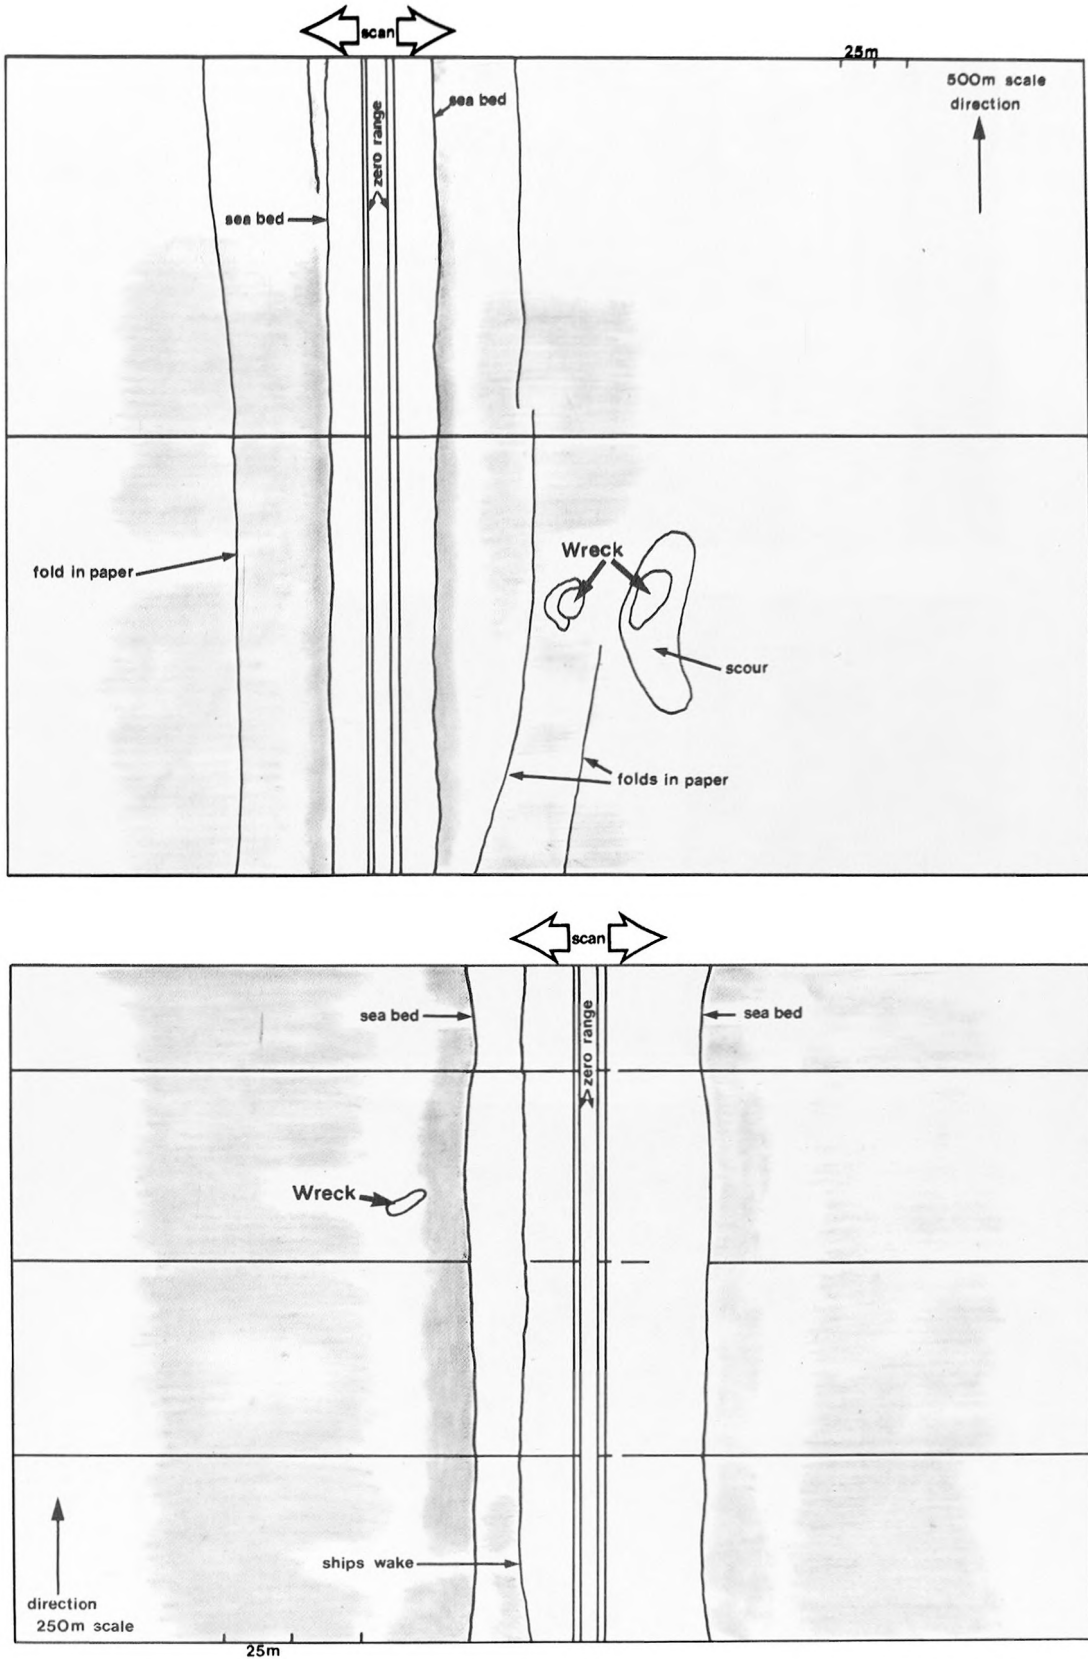 scan
25m
500m scale
direction
zero range
sea bed
sea bed
Wreck
fold in paper
scour
folds in paper
scan
sea bed
zero range
sea bed
Wreck
ships wake
direction
250m scale
25m